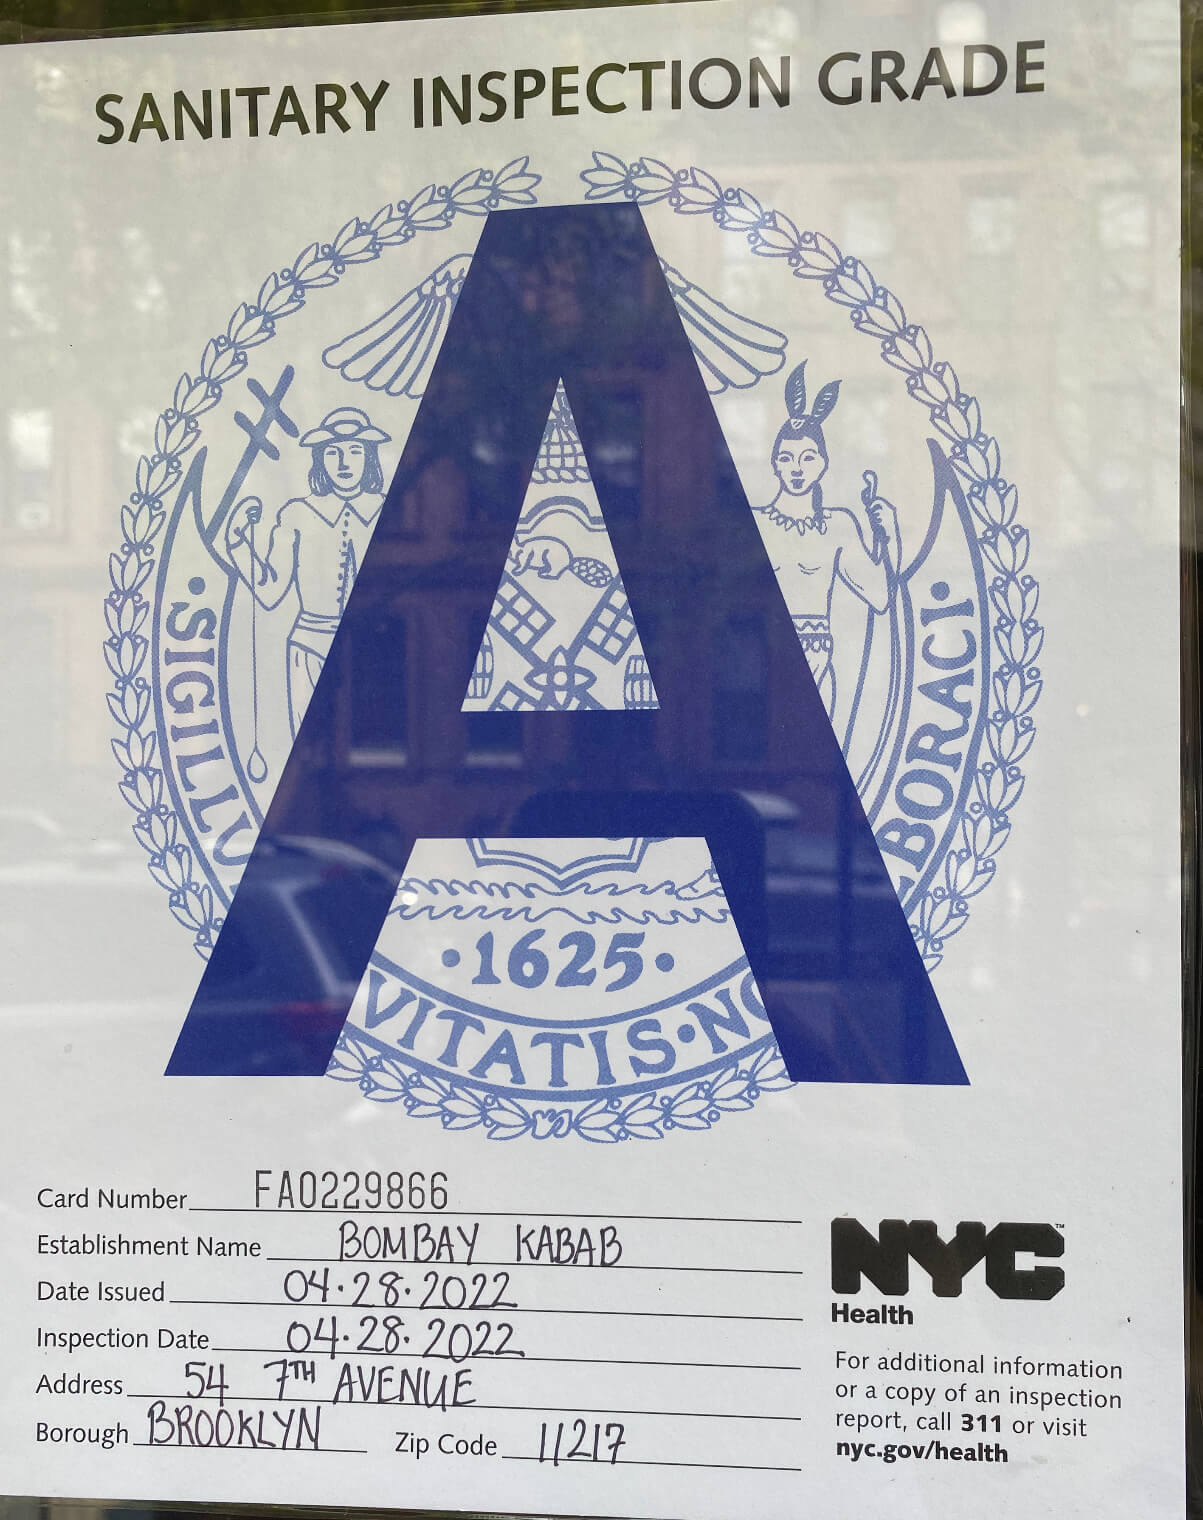 SANITARY INSPECTION GRADE
A
·SIGILLU
VITATIS·NO
BORACI·
·1625·
Card Number FA0229866
Establishment Name BOMBAY KABAB
Date Issued 04·28·2022
Inspection Date 04·28·2022
Address 54 7TH AVENUE
Borough BROOKLYN Zip Code 11217
NYC™
Health
For additional information
or a copy of an inspection
report, call 311 or visit
nyc.gov/health